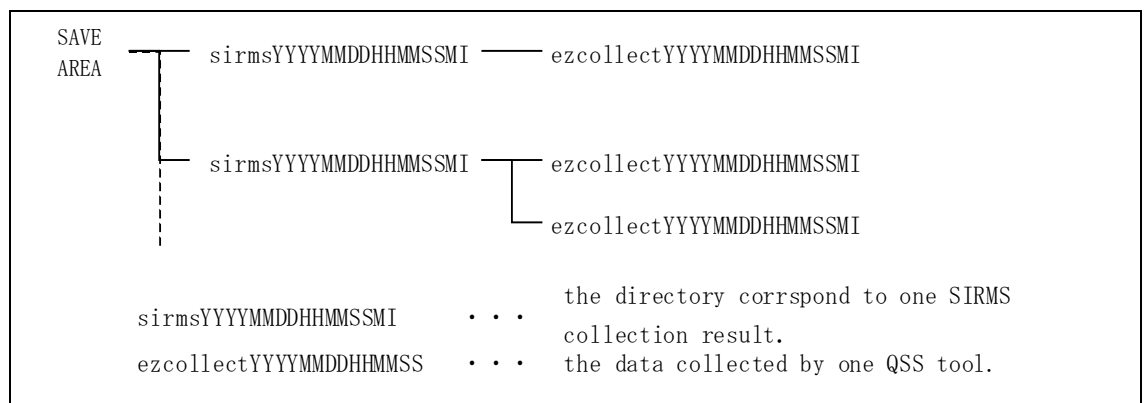 SAVE
AREA
sirmsYYYYMMDDHHMMSSMI
ezcollectYYYYMMDDHHMMSSMI
sirmsYYYYMMDDHHMMSSMI
ezcollectYYYYMMDDHHMMSSMI
ezcollectYYYYMMDDHHMMSSMI
sirmsYYYYMMDDHHMMSSMI ・・・ the directory corrspond to one SIRMS
collection result.
ezcollectYYYYMMDDHHMMSS ・・・ the data collected by one QSS tool.